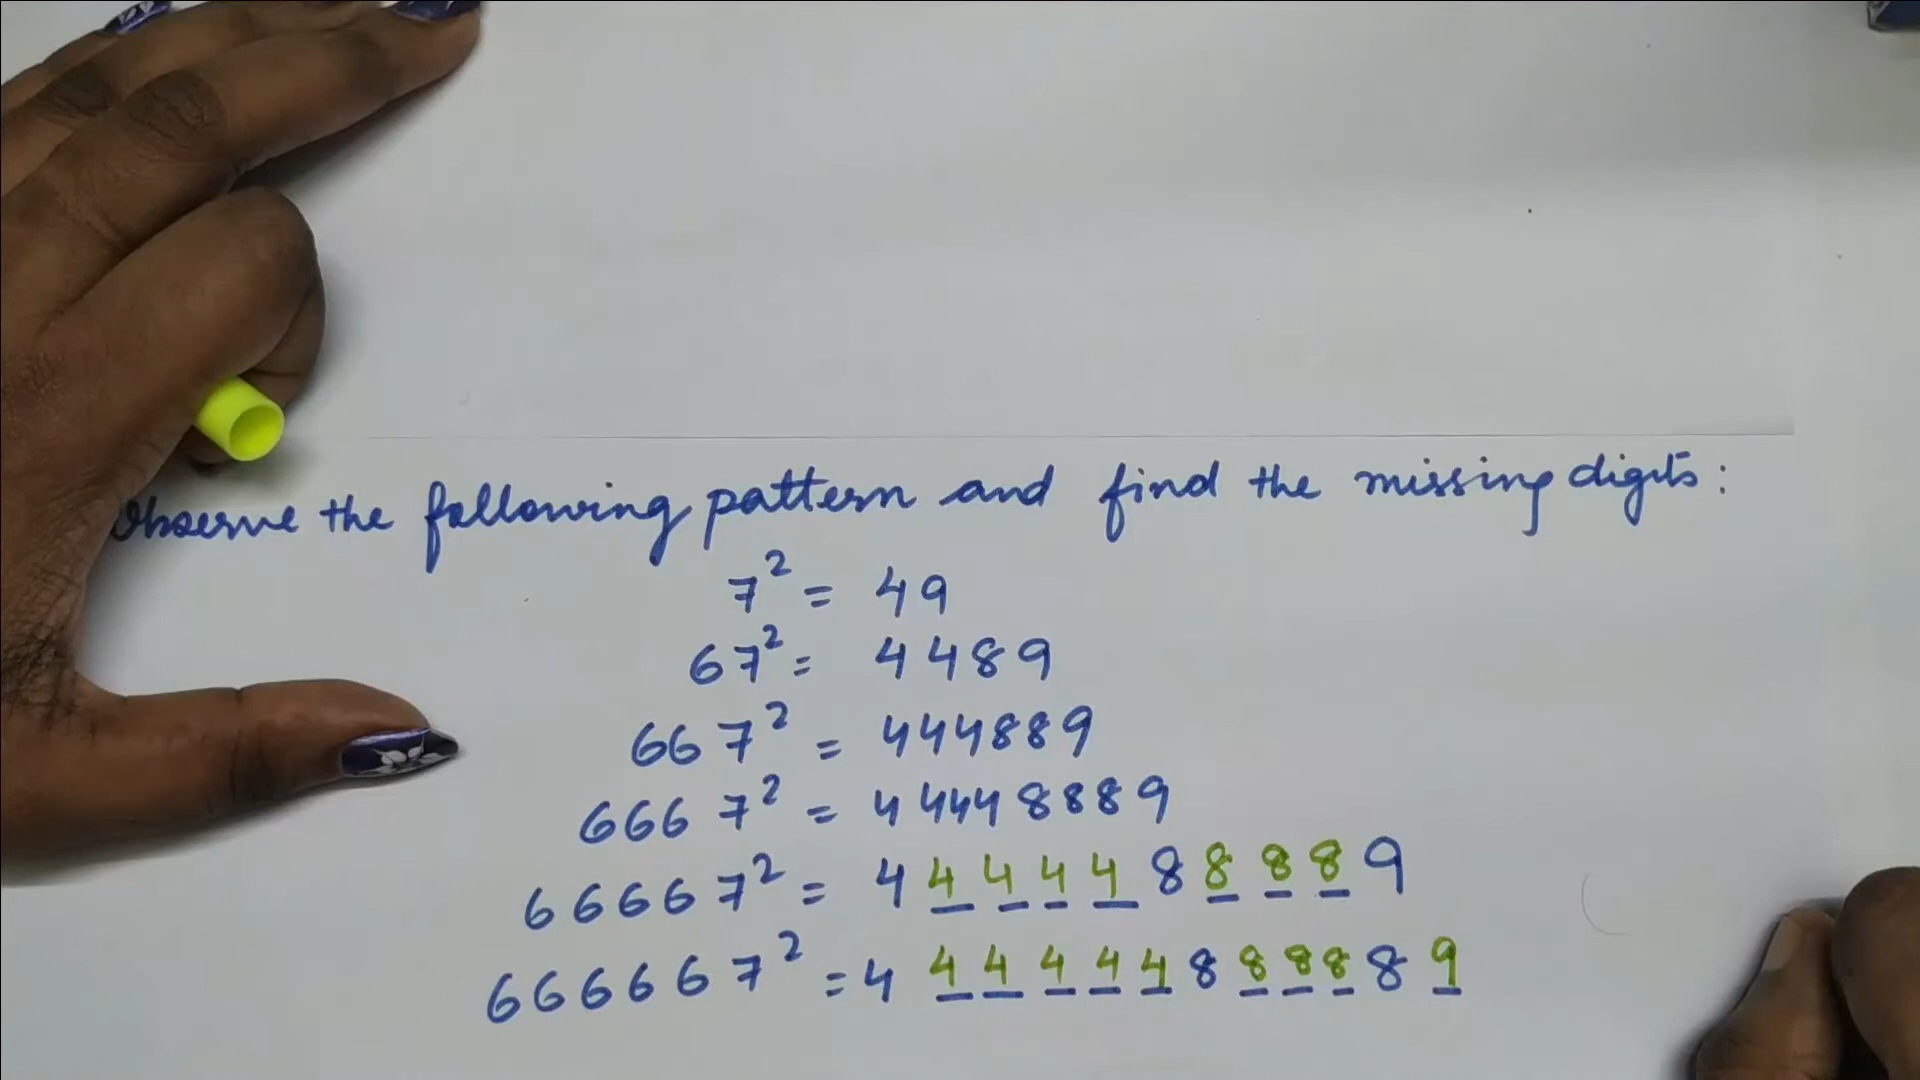 Observe the following pattern and find the missing digits:
7² = 49
67² = 4489
667² = 444889
6667² = 44448889
66667² = 4444488889
666667² = 444444888889